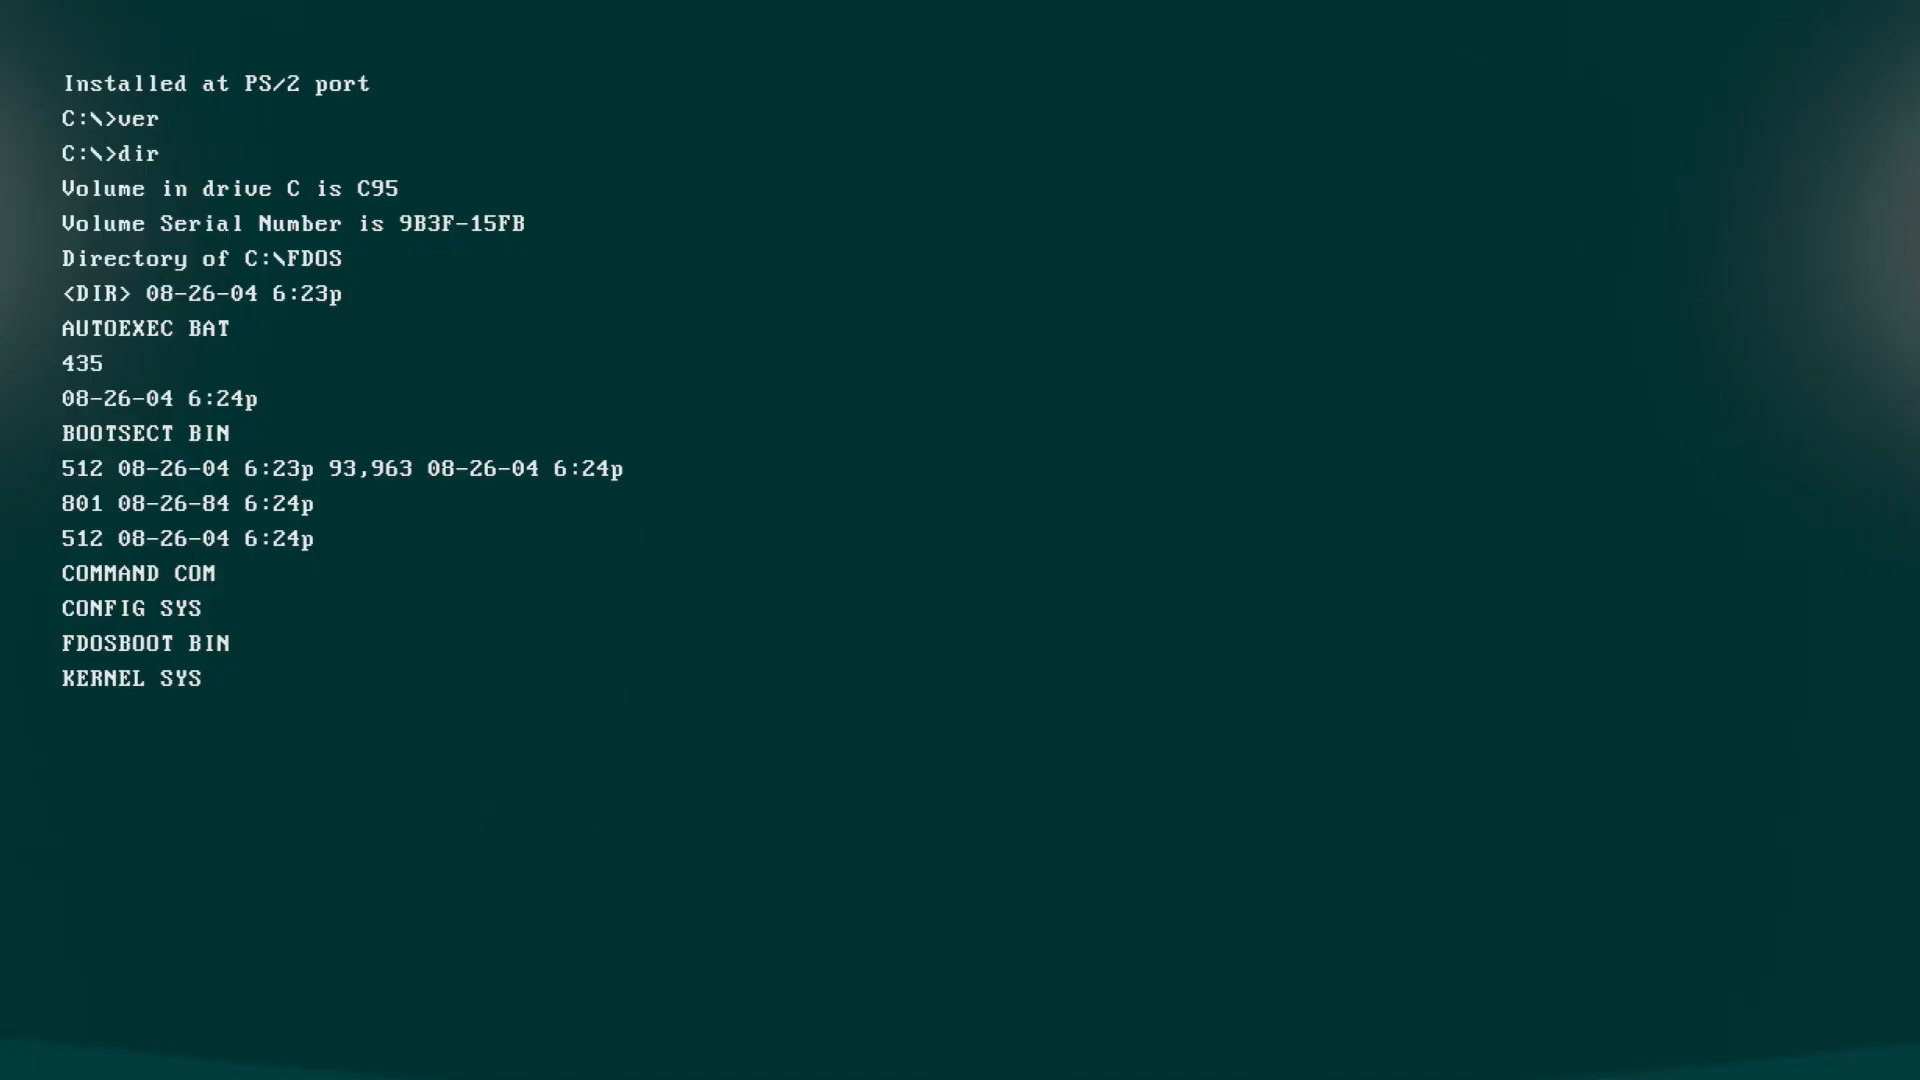 Installed at PS/2 port
C:\>ver
C:\>dir
Volume in drive C is C95
Volume Serial Number is 9B3F-15FB
Directory of C:\FDOS
<DIR> 08-26-04 6:23p
AUTOEXEC BAT
435
08-26-04 6:24p
BOOTSECT BIN
512 08-26-04 6:23p 93,963 08-26-04 6:24p
801 08-26-84 6:24p
512 08-26-04 6:24p
COMMAND COM
CONFIG SYS
FDOSBOOT BIN
KERNEL SYS